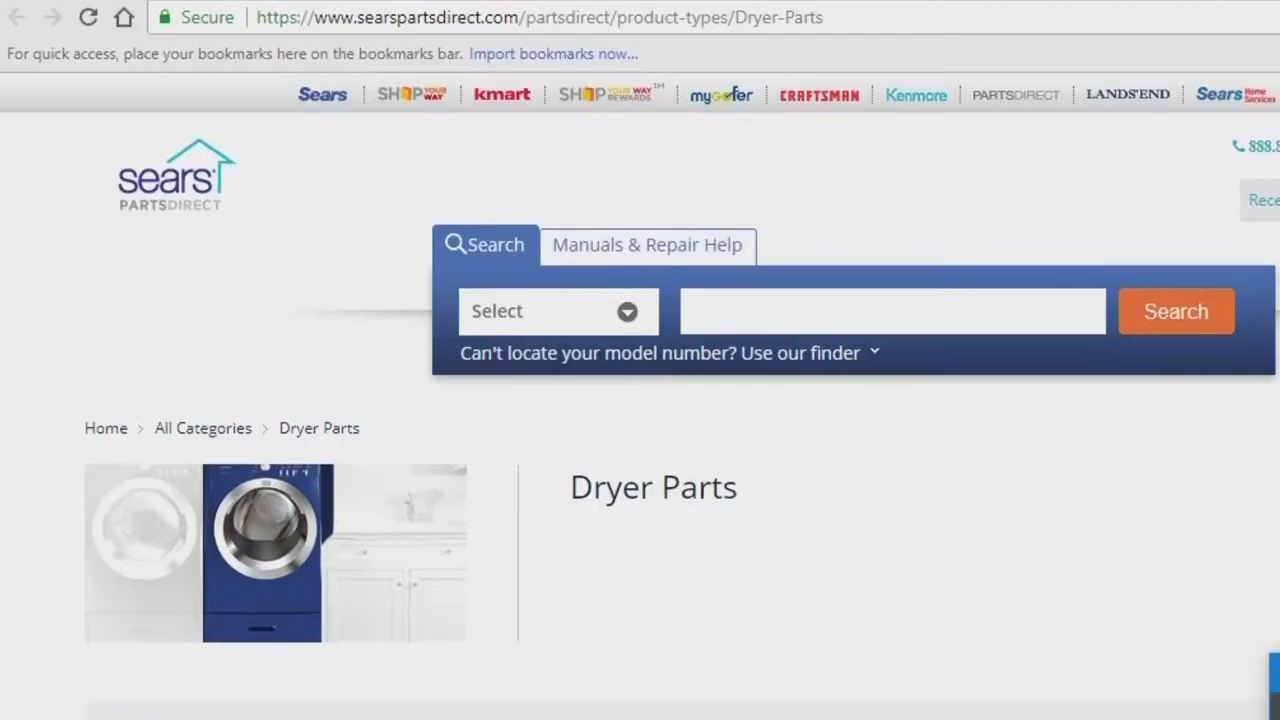 Secure https://www.searspartsdirect.com/partsdirect/product-types/Dryer-Parts
For quick access, place your bookmarks here on the bookmarks bar. Import bookmarks now...
Sears SHOP YOUR WAY kmart SHOP YOUR WAY REWARDS SM mygofer CRAFTSMAN Kenmore PARTSDIRECT LANDS'END Sears Home Services
888.8
sears
PARTSDIRECT
Rece
Search Manuals & Repair Help
Select Search
Can't locate your model number? Use our finder
Home > All Categories > Dryer Parts
Dryer Parts